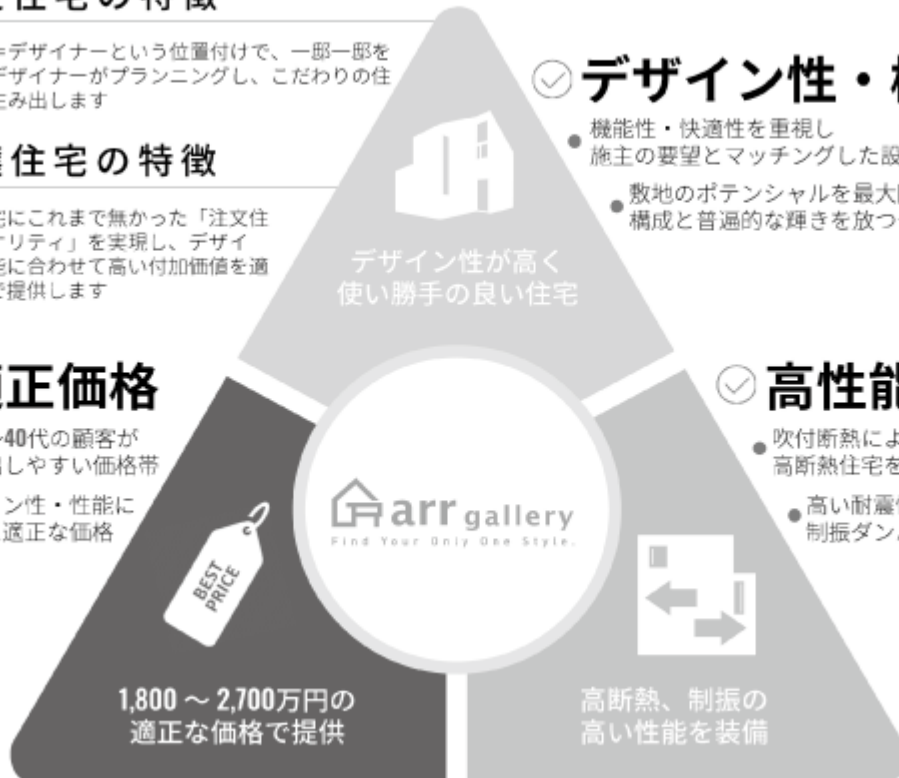 住宅の特徴
=デザイナーという位置付けで、一邸一邸を
デザイナーがプランニングし、こだわりの住
生み出します
住宅の特徴
宅にこれまで無かった「注文住
オリティ」を実現し、デザイ
能に合わせて高い付加価値を適
で提供します
デザイン性・
機能性・快適性を重視し
施主の要望とマッチングした設
敷地のポテンシャルを最大
構成と普遍的な輝きを放つ
デザイン性が高く
使い勝手の良い住宅
適正価格
40代の顧客が
出しやすい価格帯
ン性・性能に
適正な価格
高性能
吹付断熱によ
高断熱住宅を
高い耐震
制振ダン
arr gallery
Find Your Only One Style.
BEST
PRICE
1,800 〜 2,700万円の
適正な価格で提供
高断熱、制振の
高い性能を装備